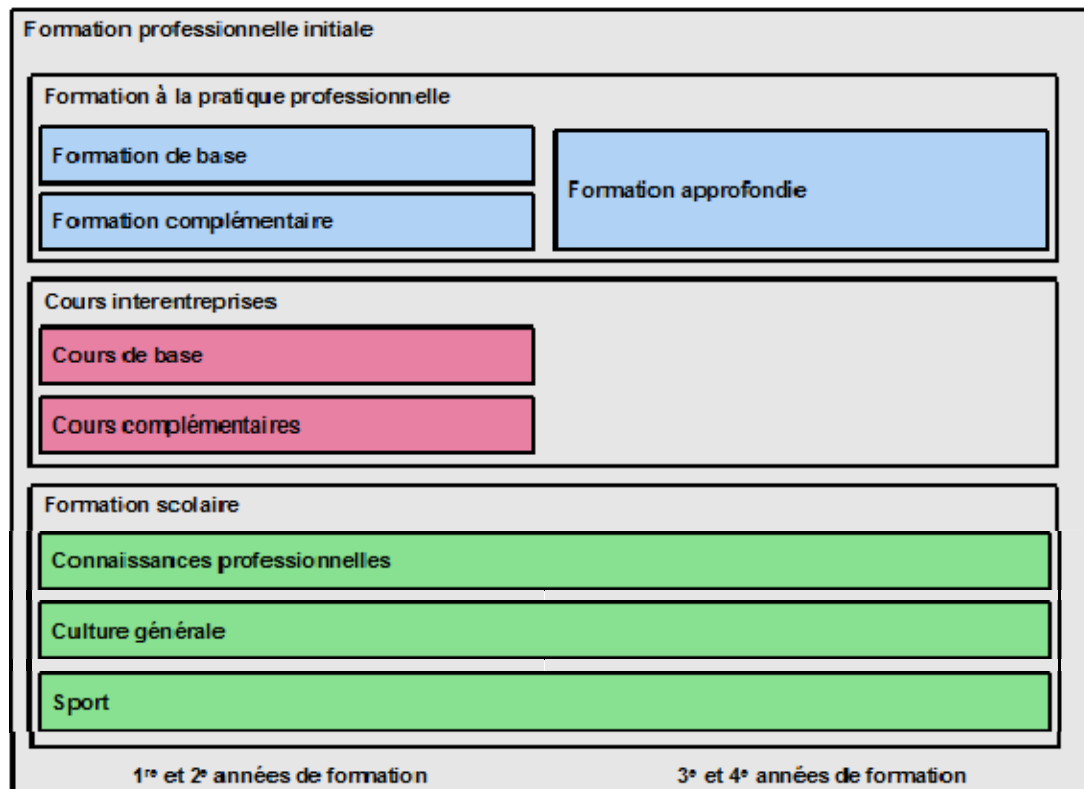 Formation professionnelle initiale
Formation à la pratique professionnelle
Formation de base
Formation approfondie
Formation complémentaire
Cours interentreprises
Cours de base
Cours complémentaires
Formation scolaire
Connaissances professionnelles
Culture générale
Sport
1re et 2e années de formation
3e et 4e années de formation